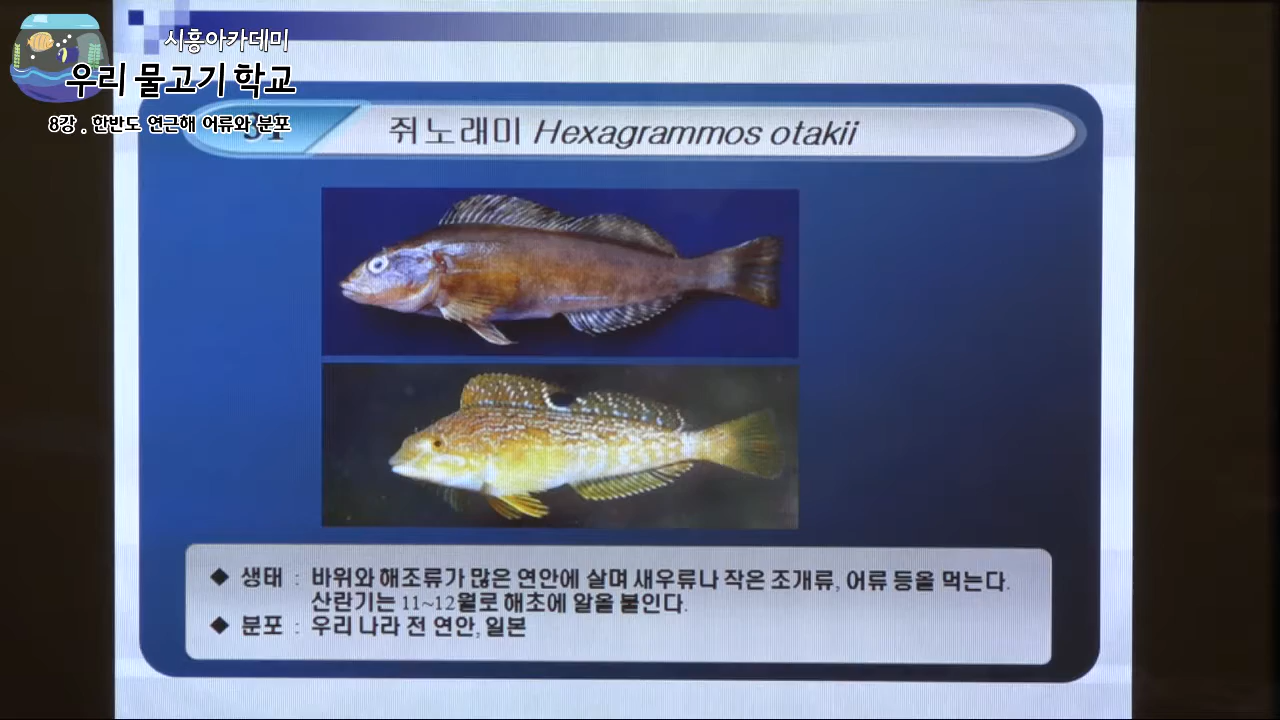 시흥아카데미
우리 물고기 학교
8강 . 한반도 연근해 어류와 분포
쥐노래미 Hexagrammos otakii
◆ 생태 : 바위와 해조류가 많은 연안에 살며 새우류나 작은 조개류, 어류 등을 먹는다.
산란기는 11~12월로 해초에 알을 붙인다.
◆ 분포 : 우리 나라 전 연안, 일본